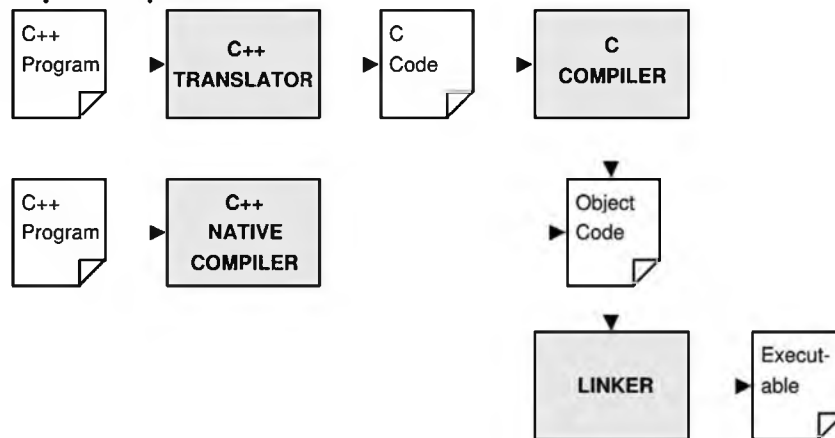 C++
Program
C++
TRANSLATOR
C
Code
C
COMPILER
C++
Program
C++
NATIVE
COMPILER
Object
Code
LINKER
Execut-
able